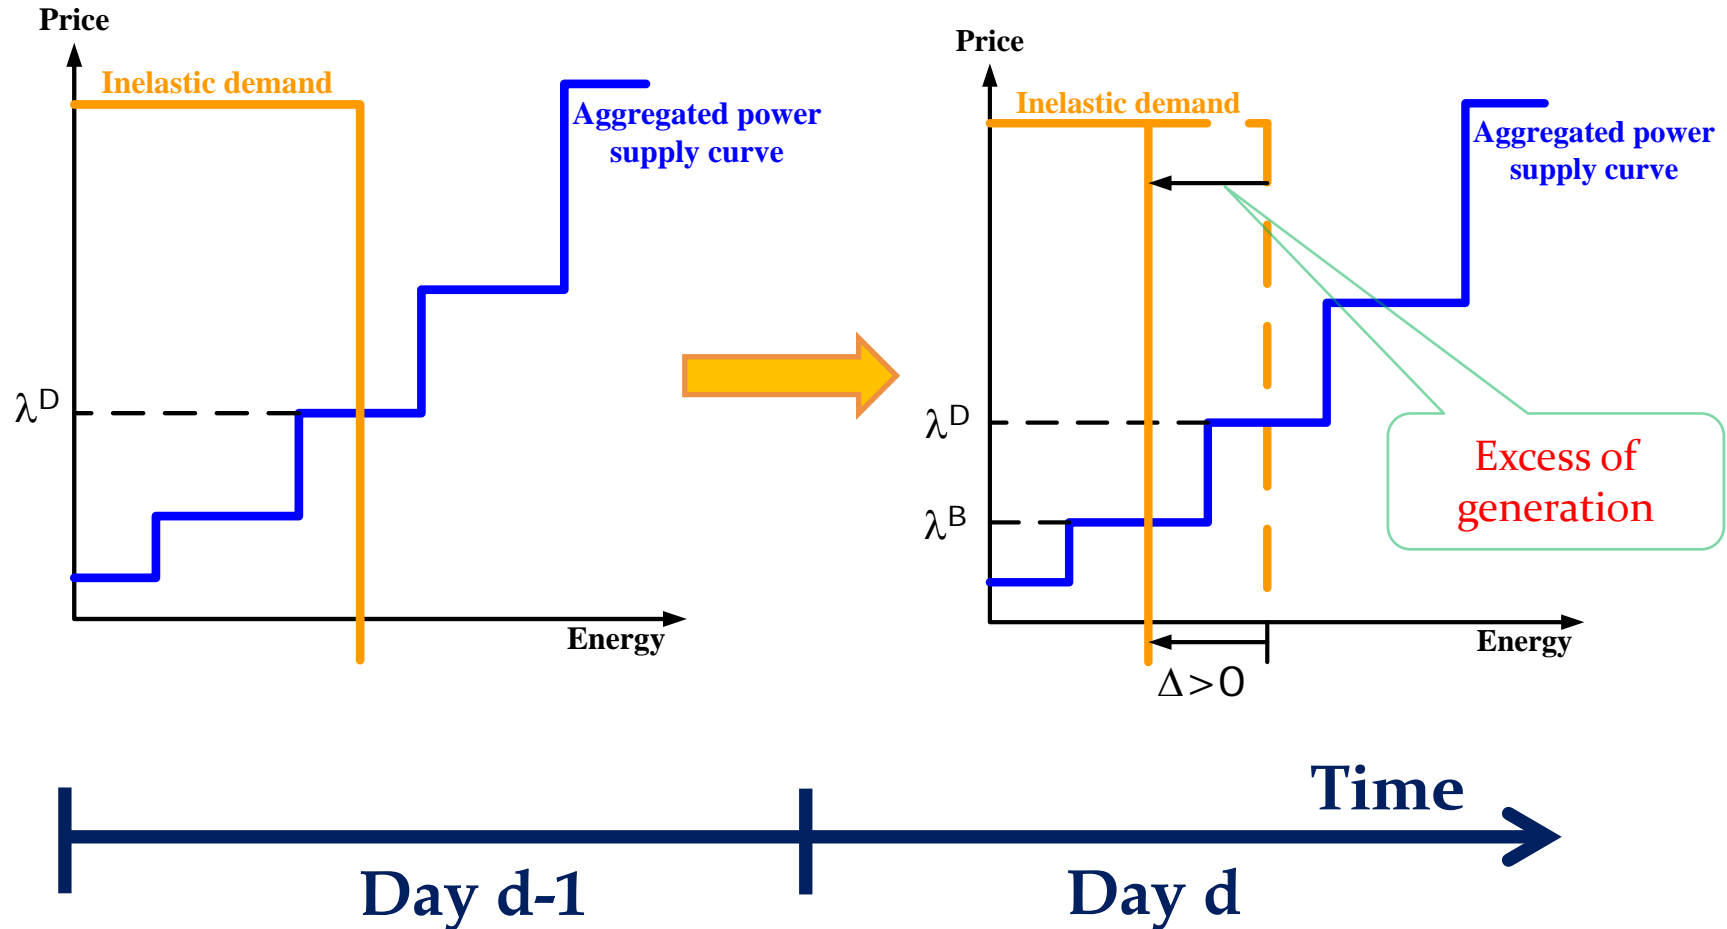 Price
Inelastic demand
Aggregated power
supply curve
λD
Energy
Price
Inelastic demand
Aggregated power
supply curve
λD
λB
Excess of
generation
Energy
Δ>0
Time
Day d-1
Day d